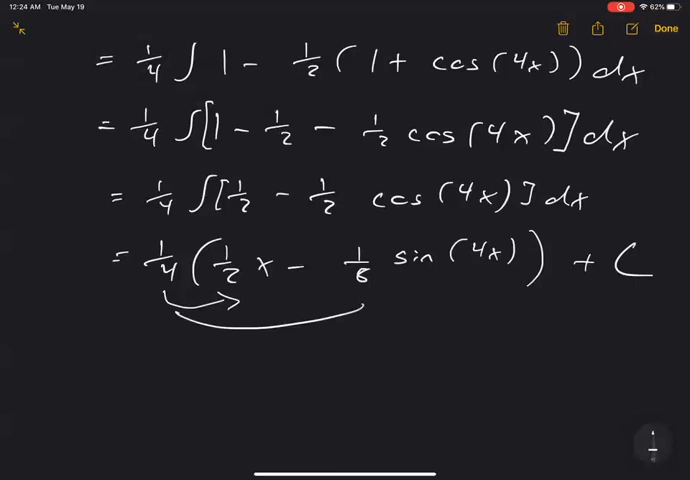 12:24 AM Tue May 19 62%
Done
= 1/4 ∫ 1 - 1/2 ( 1 + cos(4x)) dx
= 1/4 ∫[1 - 1/2 - 1/2 cos(4x)] dx
= 1/4 ∫[1/2 - 1/2 cos(4x)] dx
= 1/4 (1/2 x - 1/8 sin(4x)) + C